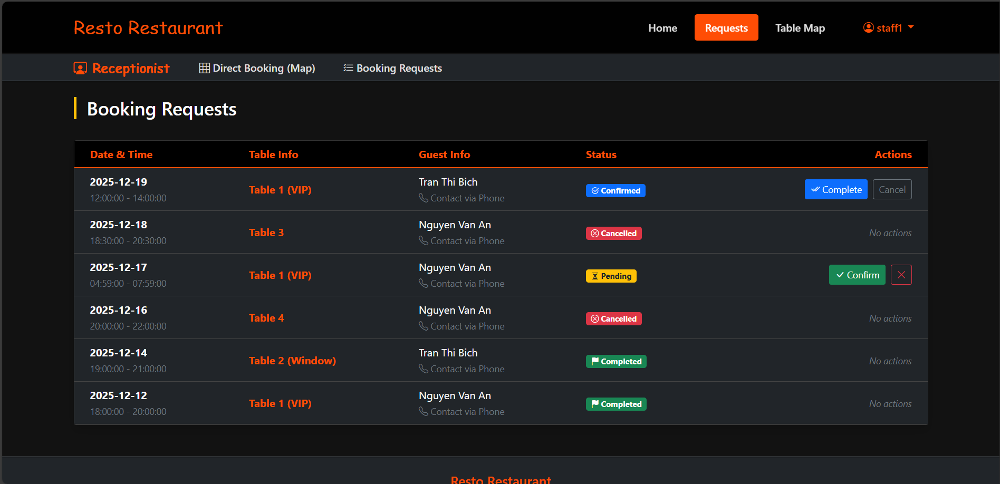 Resto Restaurant
Home
Requests
Table Map
staff1
Receptionist
Direct Booking (Map)
Booking Requests
Booking Requests
Date & Time
Table Info
Guest Info
Status
Actions
2025-12-19
12:00:00 - 14:00:00
Table 1 (VIP)
Tran Thi Bich
Contact via Phone
Confirmed
Complete
Cancel
2025-12-18
18:30:00 - 20:30:00
Table 3
Nguyen Van An
Contact via Phone
Cancelled
No actions
2025-12-17
04:59:00 - 07:59:00
Table 1 (VIP)
Nguyen Van An
Contact via Phone
Pending
Confirm
2025-12-16
20:00:00 - 22:00:00
Table 4
Nguyen Van An
Contact via Phone
Cancelled
No actions
2025-12-14
19:00:00 - 21:00:00
Table 2 (Window)
Tran Thi Bich
Contact via Phone
Completed
No actions
2025-12-12
18:00:00 - 20:00:00
Table 1 (VIP)
Nguyen Van An
Contact via Phone
Completed
No actions
Resto Restaurant